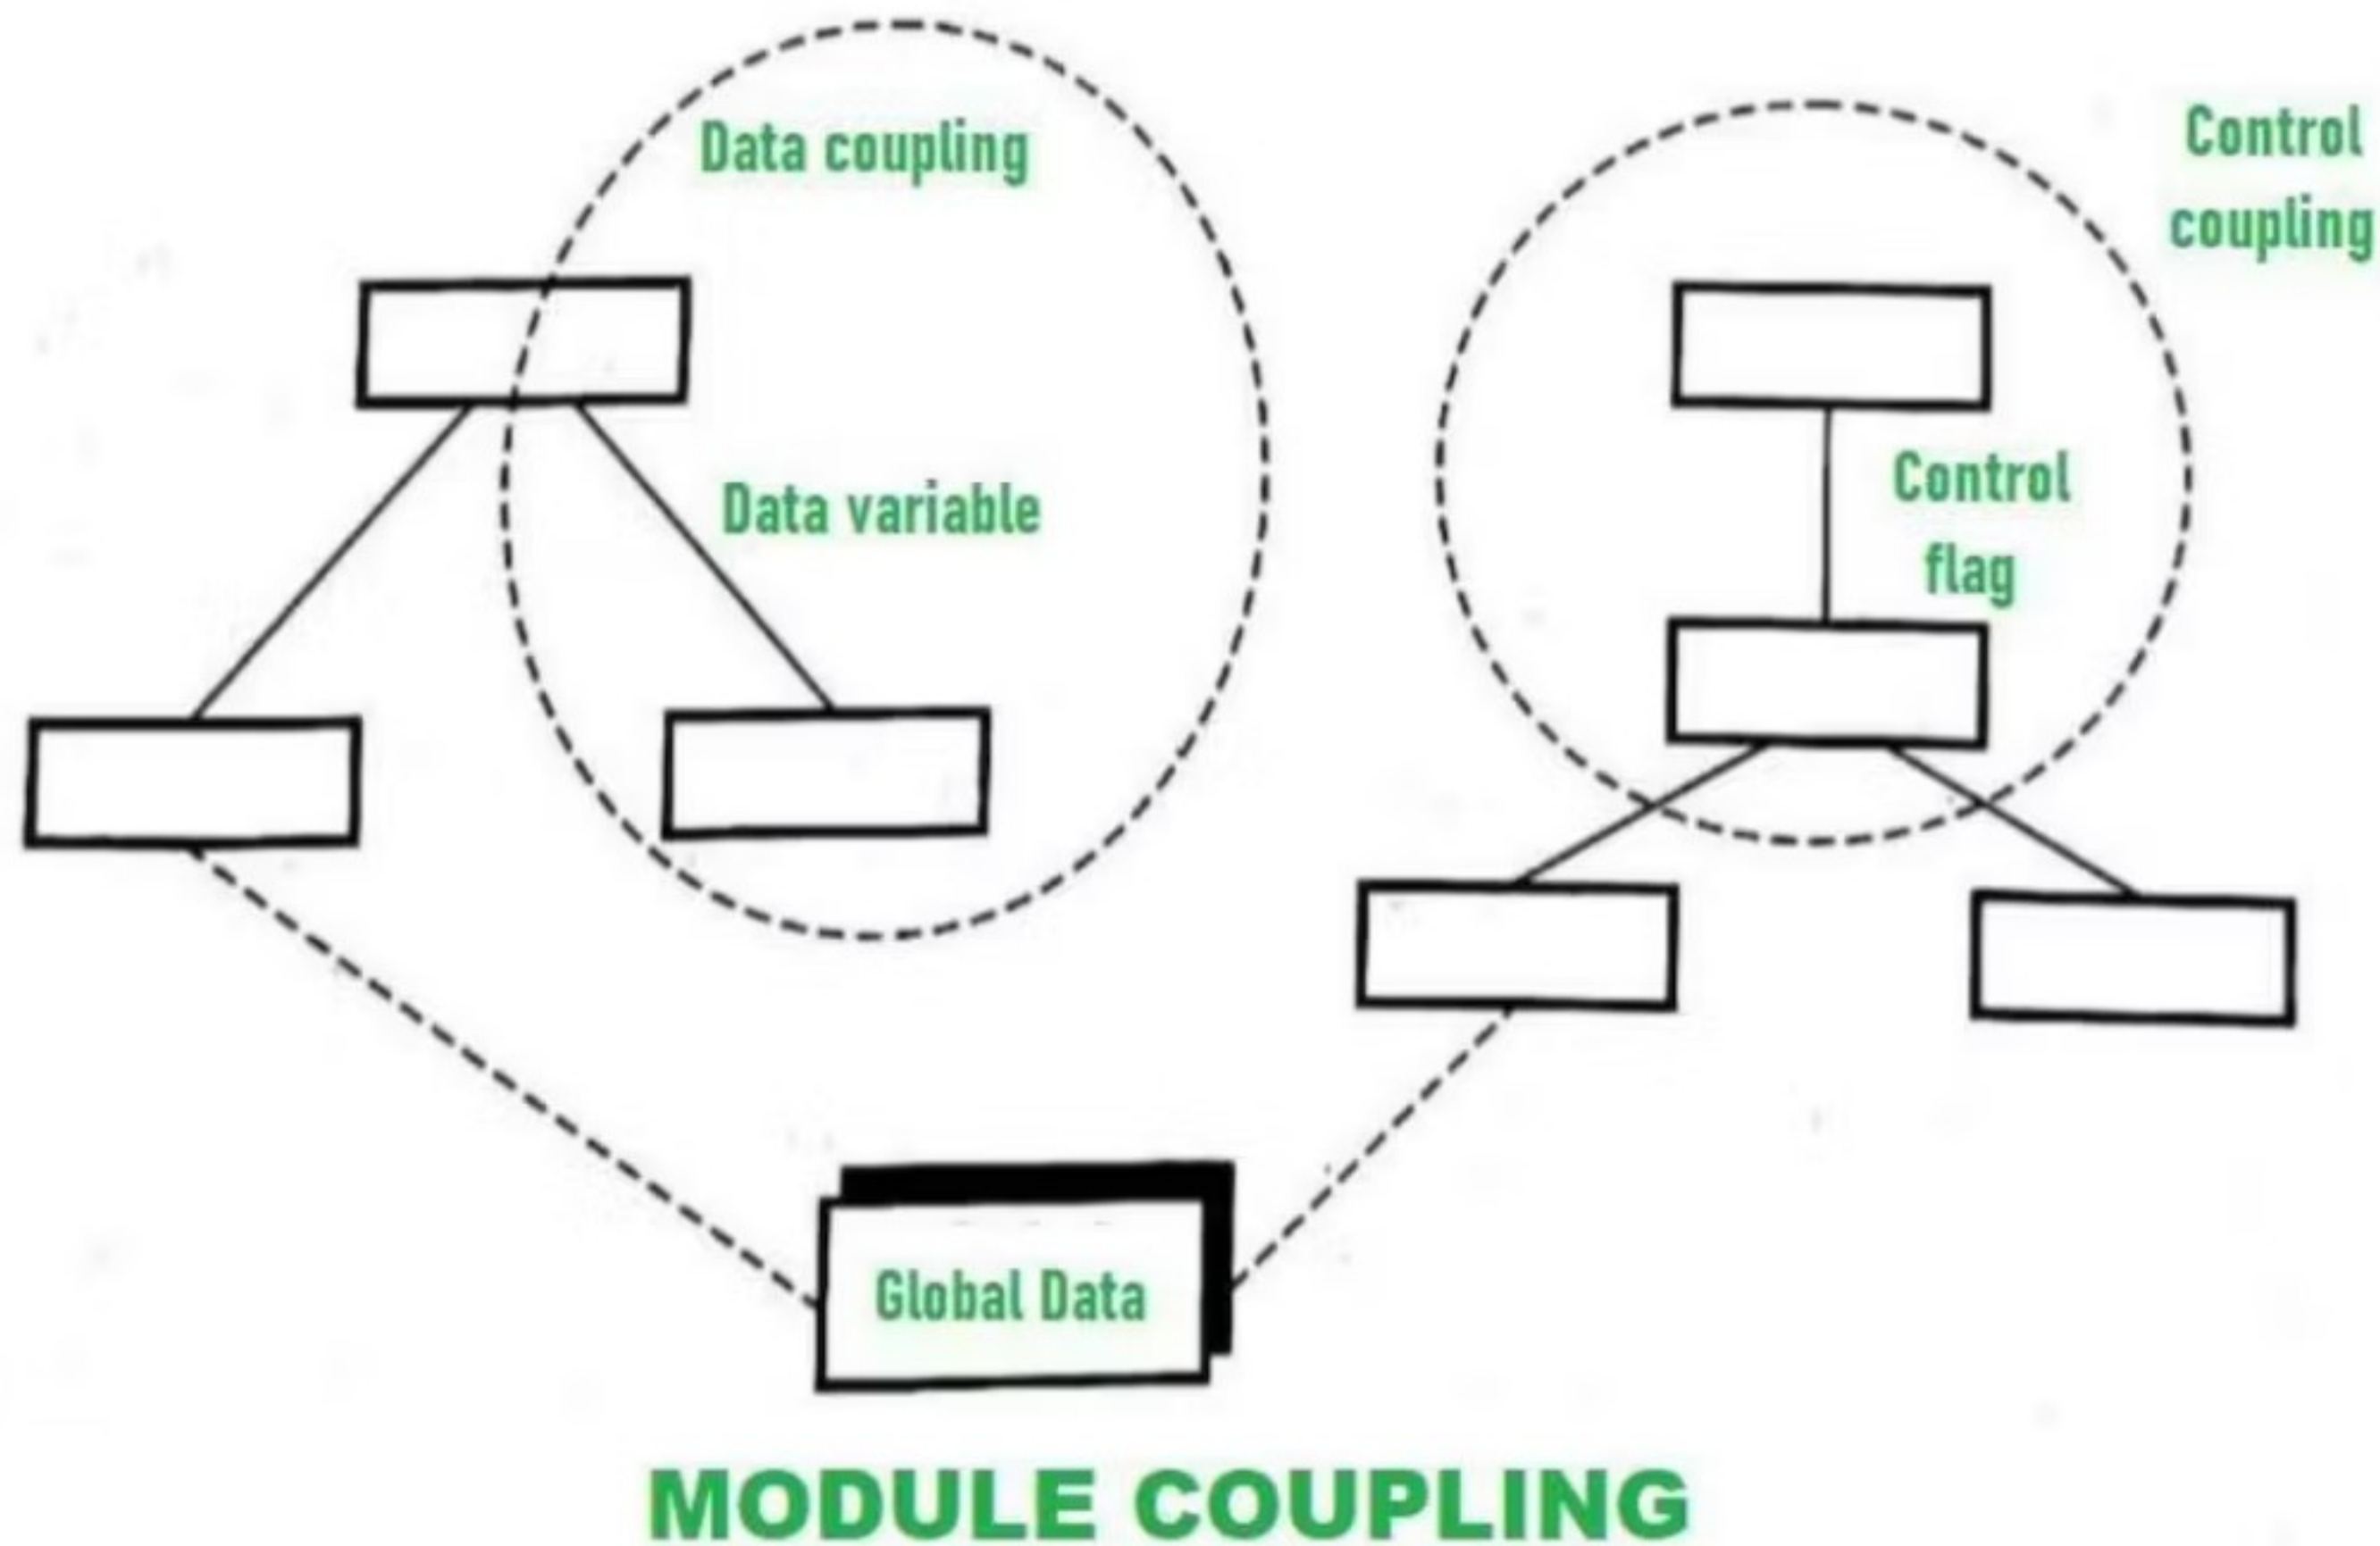 Data coupling
Control
coupling
Data variable
Control
flag
Global Data
MODULE COUPLING